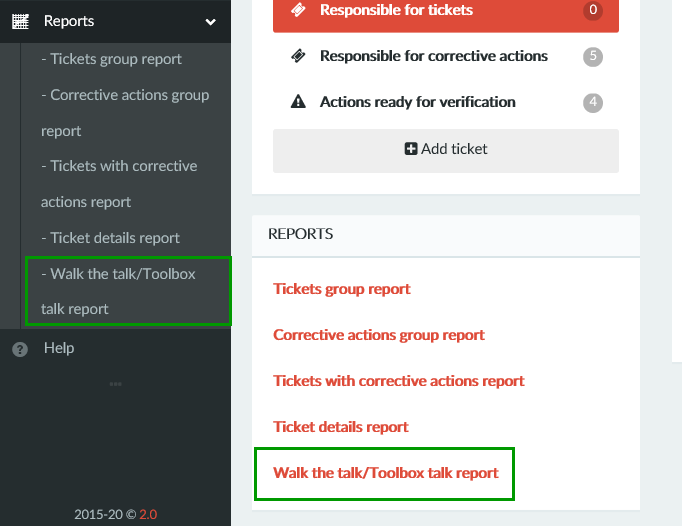 Reports
- Tickets group report
- Corrective actions group
report
- Tickets with corrective
actions report
- Ticket details report
- Walk the talk/Toolbox
talk report
Help
2015-20 © 2.0
Responsible for tickets 0
Responsible for corrective actions 5
Actions ready for verification 4
Add ticket
REPORTS
Tickets group report
Corrective actions group report
Tickets with corrective actions report
Ticket details report
Walk the talk/Toolbox talk report